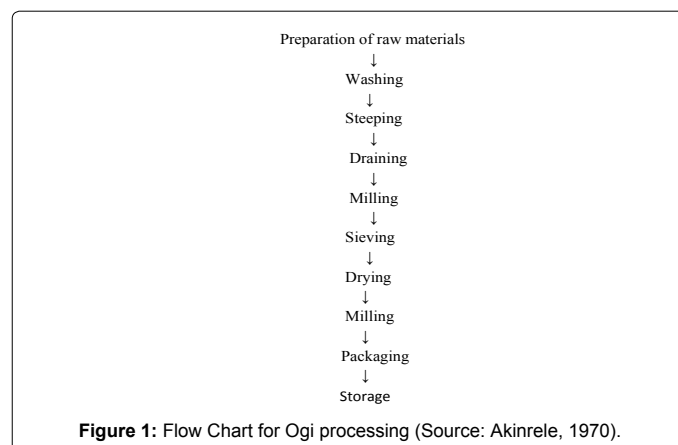 Preparation of raw materials
↓
Washing
↓
Steeping
↓
Draining
↓
Milling
↓
Sieving
↓
Drying
↓
Milling
↓
Packaging
↓
Storage
Figure 1: Flow Chart for Ogi processing (Source: Akinrele, 1970).